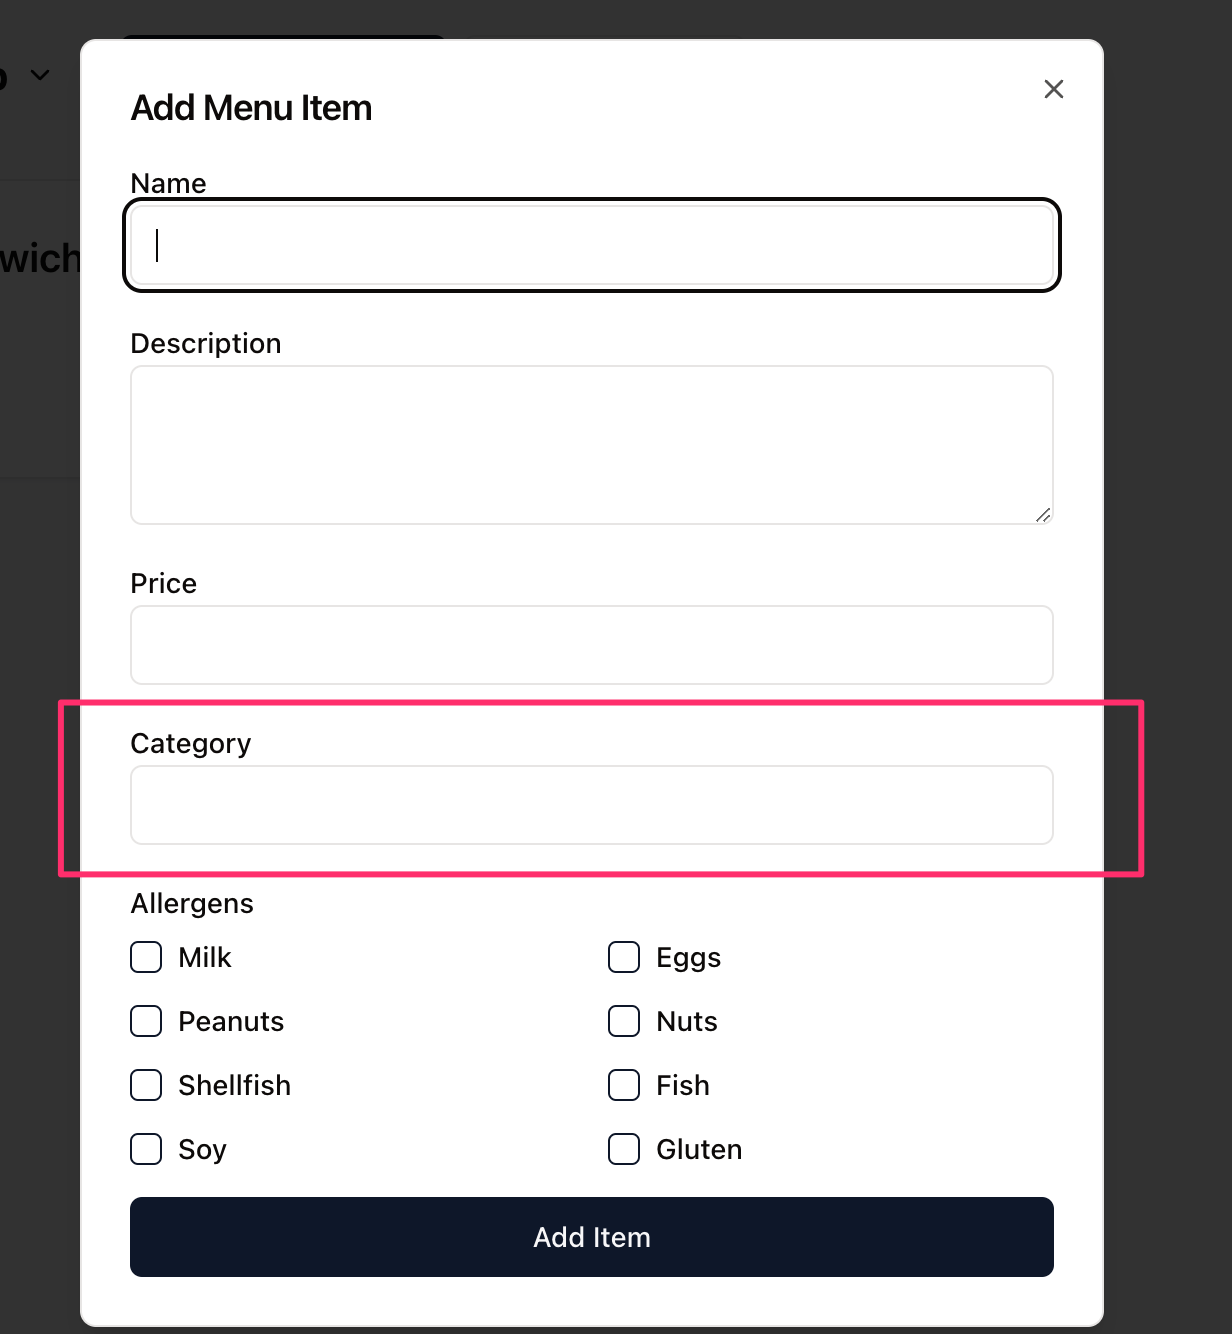 Add Menu Item
Name
wich
Description
Price
Category
Allergens
Milk
Eggs
Peanuts
Nuts
Shellfish
Fish
Soy
Gluten
Add Item